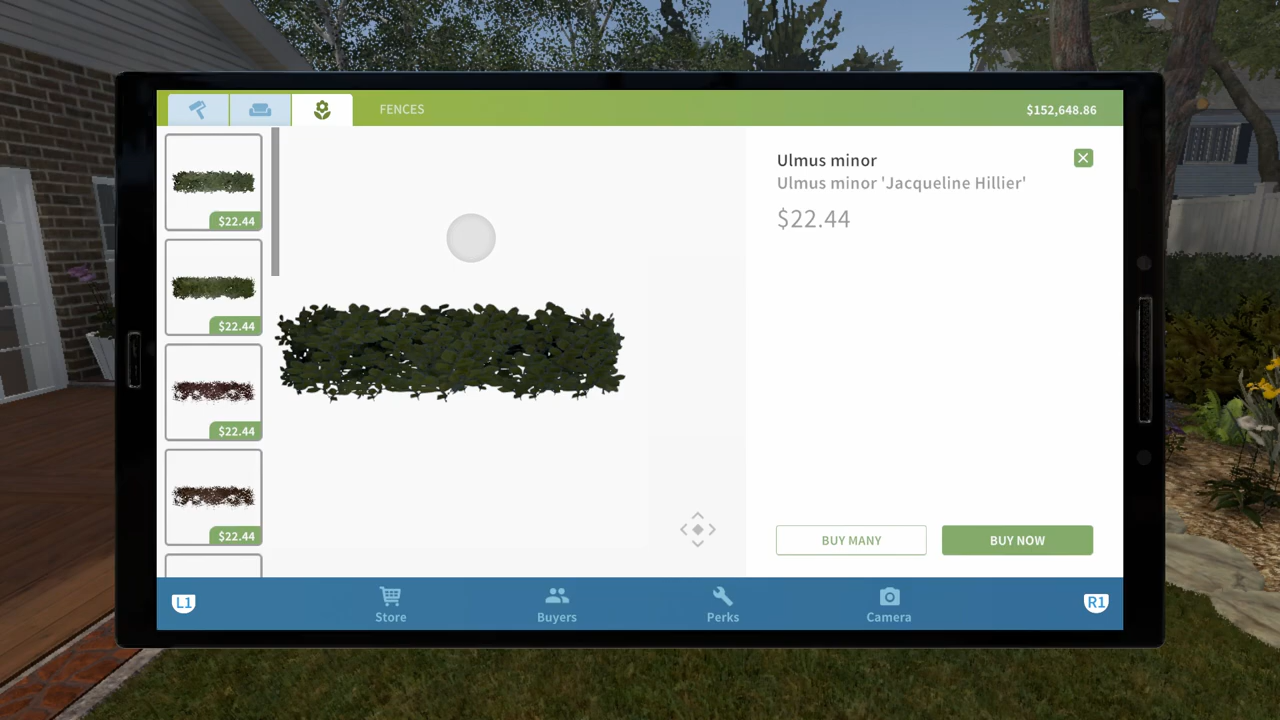 FENCES
$152,648.86
$22.44
$22.44
$22.44
$22.44
Ulmus minor
Ulmus minor 'Jacqueline Hillier'
$22.44
BUY MANY
BUY NOW
L1
Store
Buyers
Perks
Camera
R1